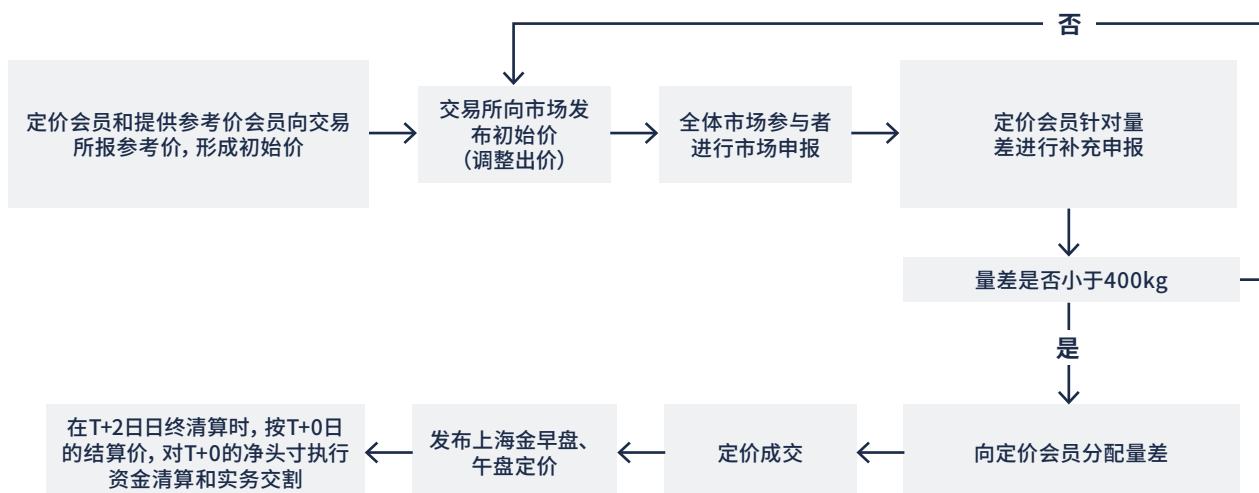 否
定价会员和提供参考价会员向交易
所报参考价, 形成初始价
交易所向市场发
布初始价
（调整出价）
全体市场参与者
进行市场申报
定价会员针对量
差进行补充申报
量差是否小于400kg
是
向定价会员分配量差
定价成交
发布上海金早盘、
午盘定价
在T+2日日终清算时, 按T+0日
的结算价, 对T+0的净头寸执行
资金清算和实务交割